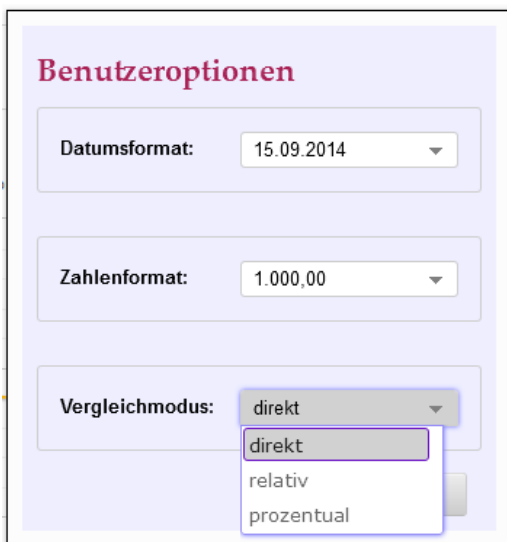 Benutzeroptionen
Datumsformat: 15.09.2014
Zahlenformat: 1.000,00
Vergleichmodus: direkt
direkt
relativ
prozentual